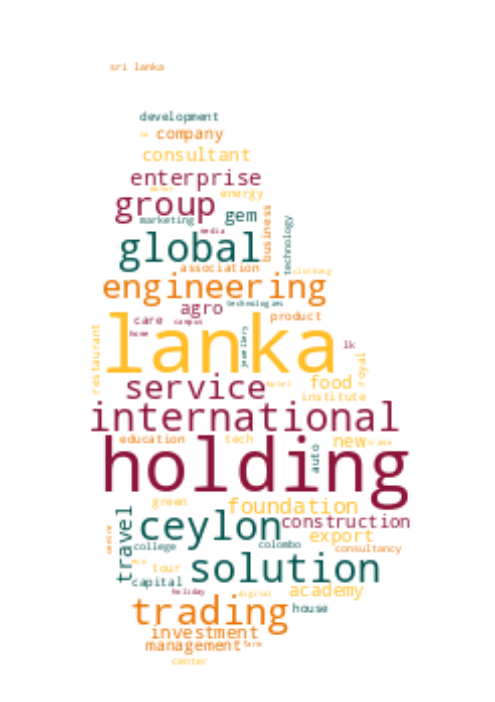 sri lanka
development
company
consultant
enterprise
energy
group
gem
marketing
business
technology
media
global
association
clothing
engineering
technologies
agro
product
care
campus
home
lanka
jewellery
lk
restaurant
royal
service
hotel
food
institute
international
education
tech
new
trade
auto
holding
green
foundation
travel
ceylon
construction
export
centre
college
colombo
consultancy
tour
solution
capital
holiday
digital
academy
trading
house
investment
management
farm
center